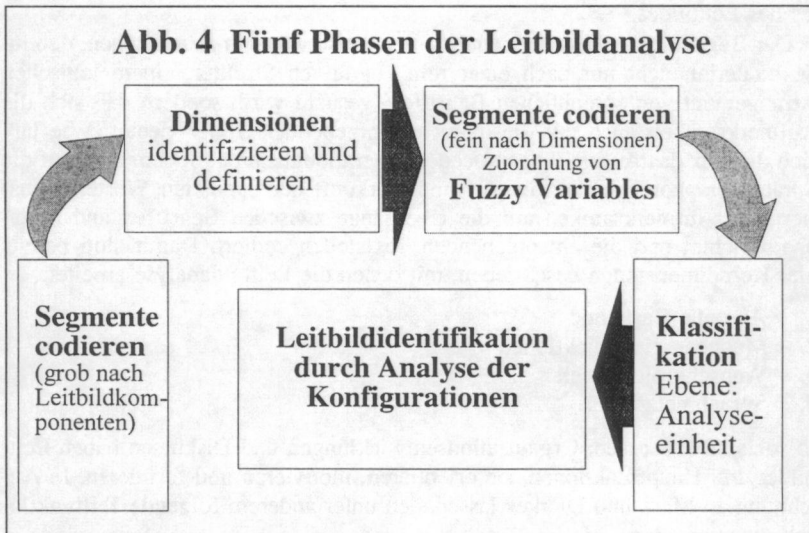 Abb. 4 Fünf Phasen der Leitbildanalyse
Segmente
codieren
(grob nach
Leitbildkom-
ponenten)
Dimensionen
identifizieren und
definieren
Segmente codieren
(fein nach Dimensionen)
Zuordnung von
Fuzzy Variables
Klassifi-
kation
Ebene:
Analyse-
einheit
Leitbildidentifikation
durch Analyse der
Konfigurationen